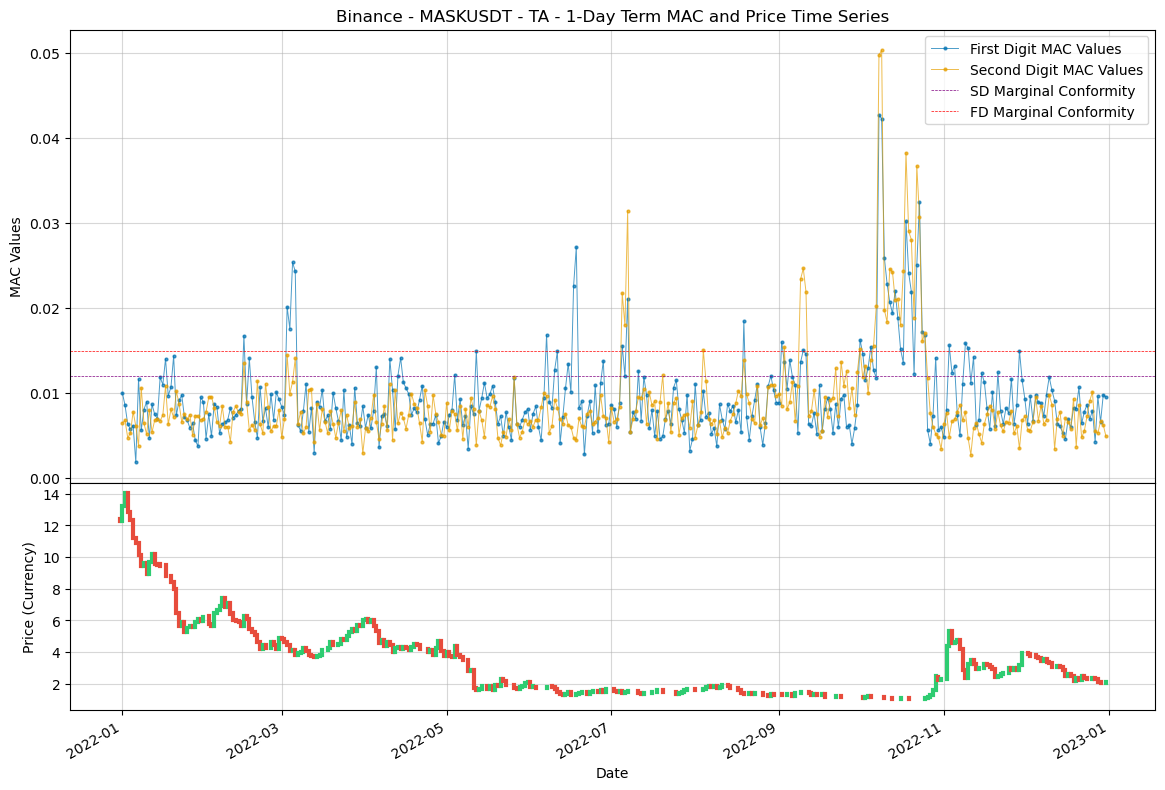 Binance - MASKUSDT - TA - 1-Day Term MAC and Price Time Series
First Digit MAC Values
Second Digit MAC Values
SD Marginal Conformity
FD Marginal Conformity
MAC Values
0.05
0.04
0.03
0.02
0.01
0.00
Price (Currency)
14
12
10
8
6
4
2
2022-01
2022-03
2022-05
2022-07
2022-09
2022-11
2023-01
Date